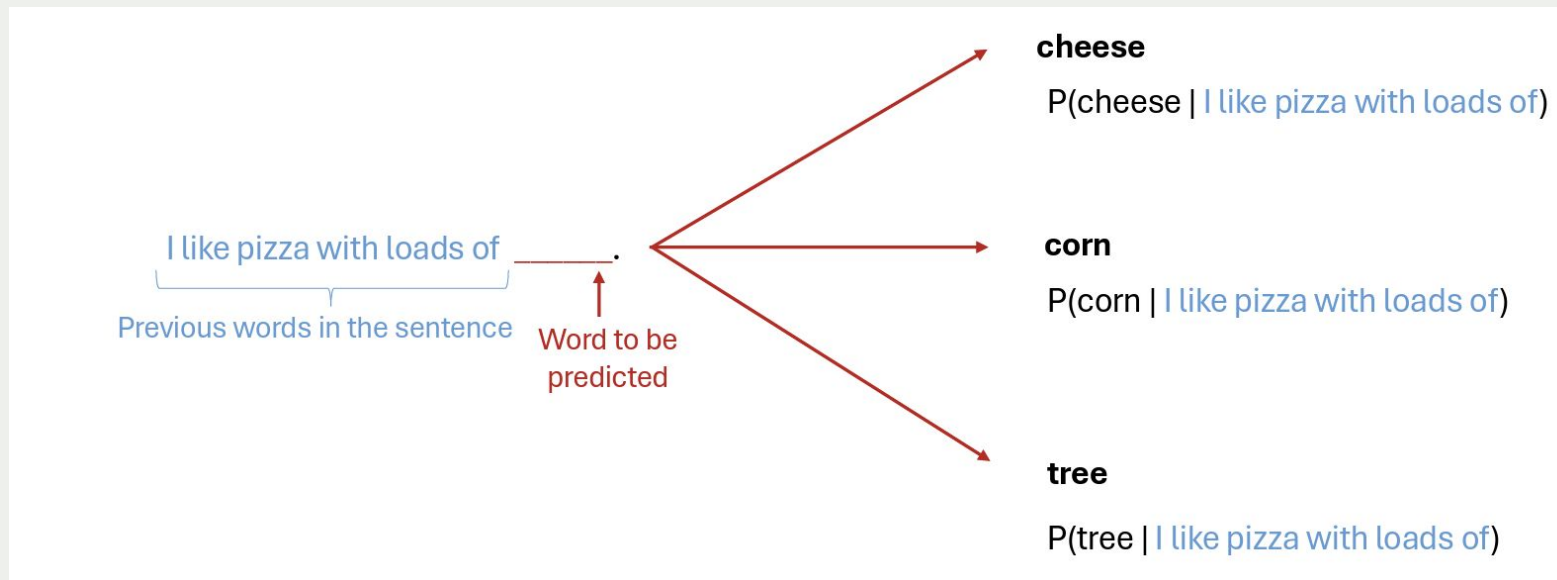 cheese
P(cheese | I like pizza with loads of)
I like pizza with loads of ______.
Previous words in the sentence
Word to be
predicted
corn
P(corn | I like pizza with loads of)
tree
P(tree | I like pizza with loads of)